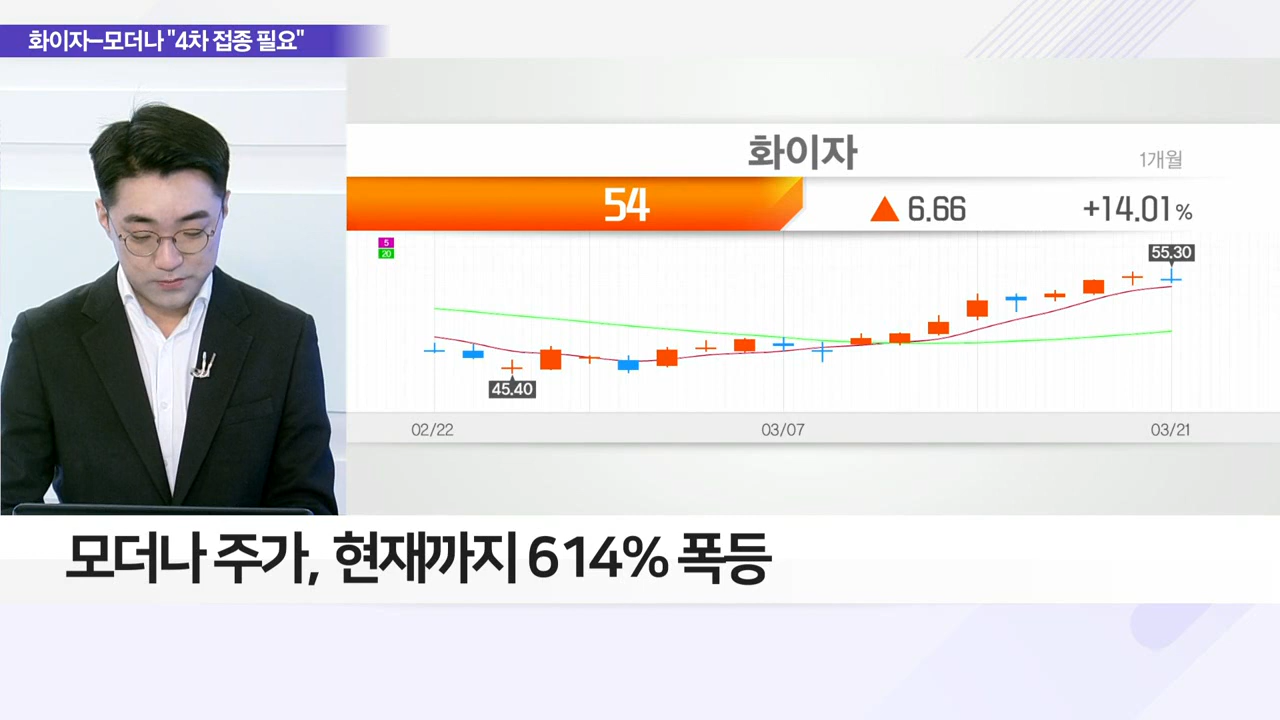 화이자-모더나 "4차 접종 필요"
화이자
1개월
54 ▲ 6.66 +14.01%
5
20
55.30
45.40
02/22 03/07 03/21
모더나 주가, 현재까지 614% 폭등